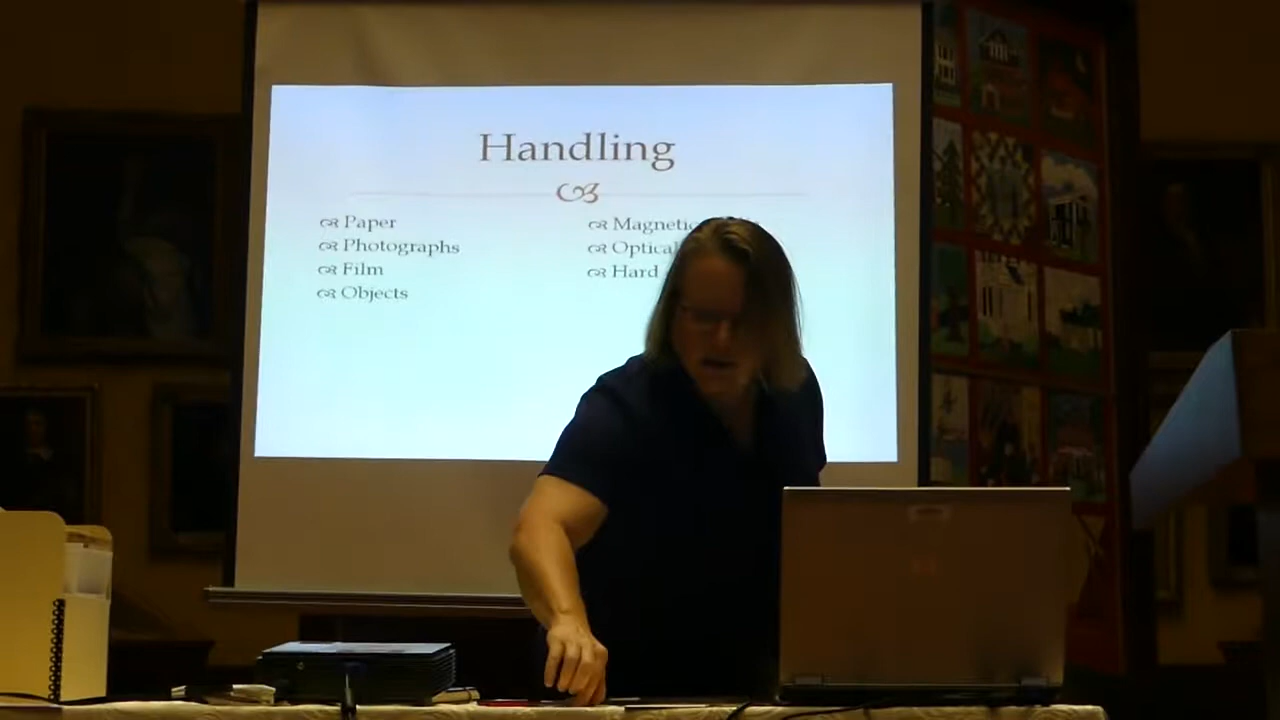 Handling
Paper
Photographs
Film
Objects
Magnetic
Optical
Hard